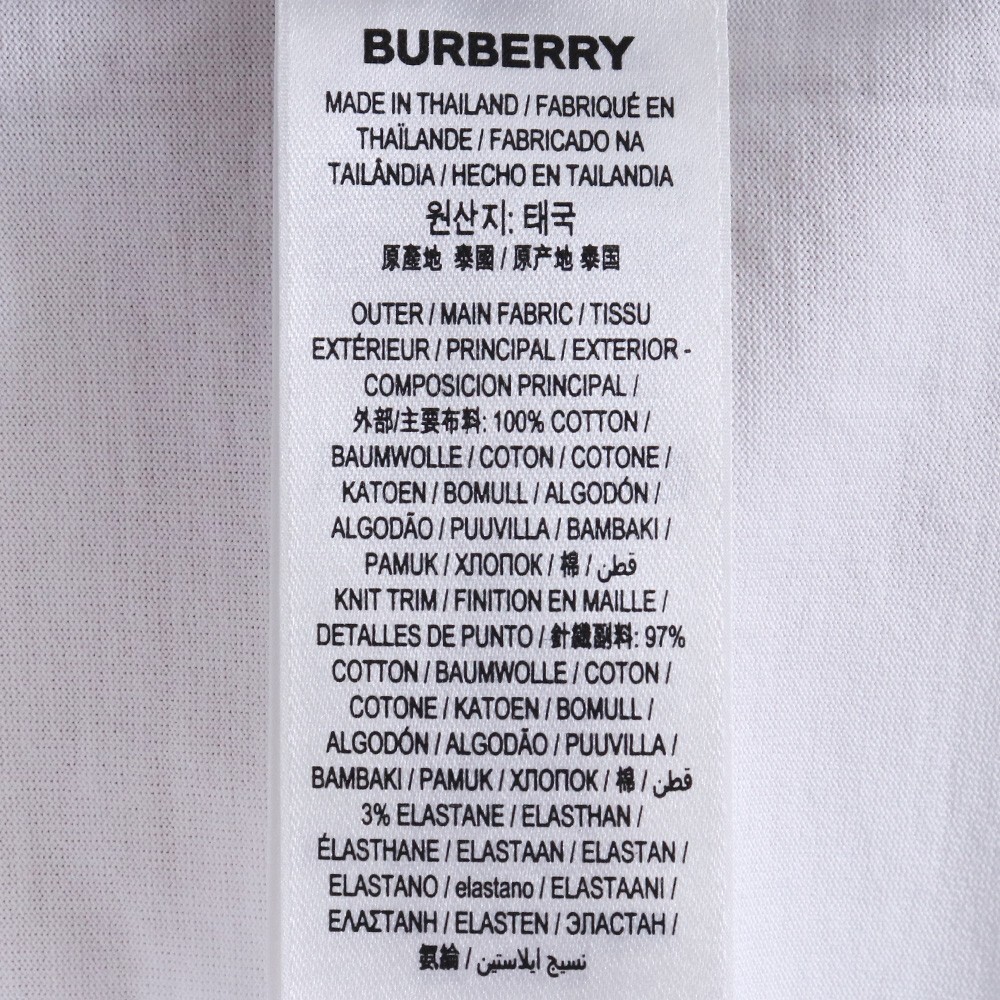 BURBERRY
MADE IN THAILAND / FABRIQUÉ EN
THAÏLANDE / FABRICADO NA
TAILÂNDIA / HECHO EN TAILANDIA
원산지: 태국
原產地 泰國 / 原产地 泰国
OUTER / MAIN FABRIC / TISSU
EXTÉRIEUR / PRINCIPAL / EXTERIOR -
COMPOSICION PRINCIPAL /
外部/主要布料: 100% COTTON /
BAUMWOLLE / COTON / COTONE /
KATOEN / BOMULL / ALGODÓN /
ALGODÃO / PUUVILLA / BAMBAKI /
PAMUK / ХЛОПОК / 棉 / قطن
KNIT TRIM / FINITION EN MAILLE /
DETALLES DE PUNTO / 針織副料: 97%
COTTON / BAUMWOLLE / COTON /
COTONE / KATOEN / BOMULL /
ALGODÓN / ALGODÃO / PUUVILLA /
BAMBAKI / PAMUK / ХЛОПОК / 棉 / قطن
3% ELASTANE / ELASTHAN /
ÉLASTHANE / ELASTAAN / ELASTAN /
ELASTANO / elastano / ELASTAANI /
ΕΛΑΣΤΑΝΗ / ELASTEN / ЭЛАСТАН /
氨綸 / نسيج ايلاستين